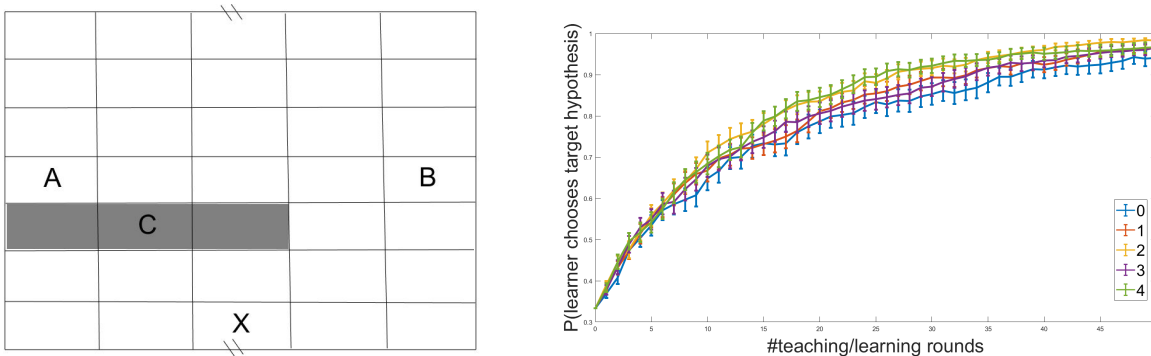 A
B
C
X
P(learner chooses target hypothesis)
1
0.9
0.8
0.7
0.6
0.5
0.4
0.3
0 5 10 15 20 25 30 35 40 45
#teaching/learning rounds
0
1
2
3
4